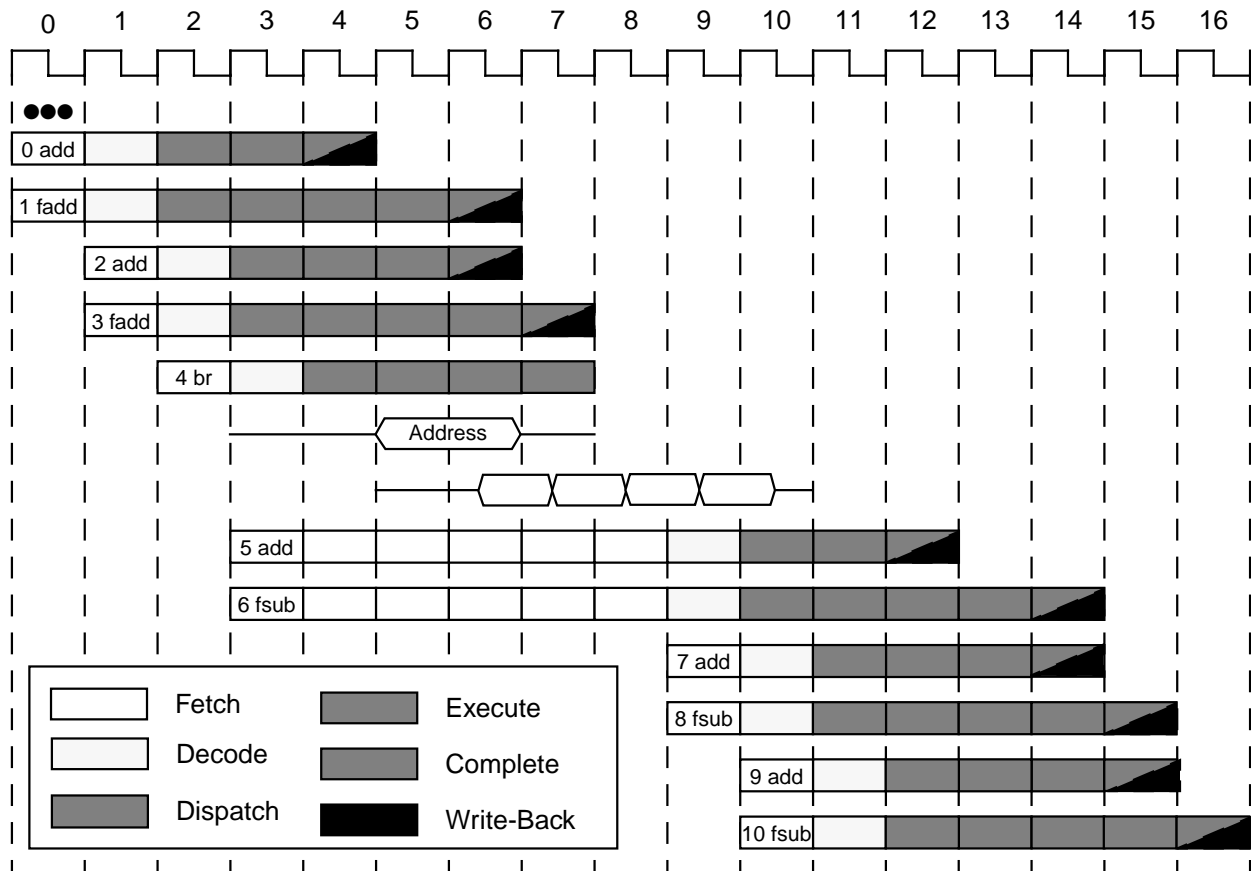 0 1 2 3 4 5 6 7 8 9 10 11 12 13 14 15 16
0 add
1 fadd
2 add
3 fadd
4 br
Address
5 add
6 fsub
7 add
8 fsub
9 add
10 fsub
Fetch
Decode
Dispatch
Execute
Complete
Write-Back